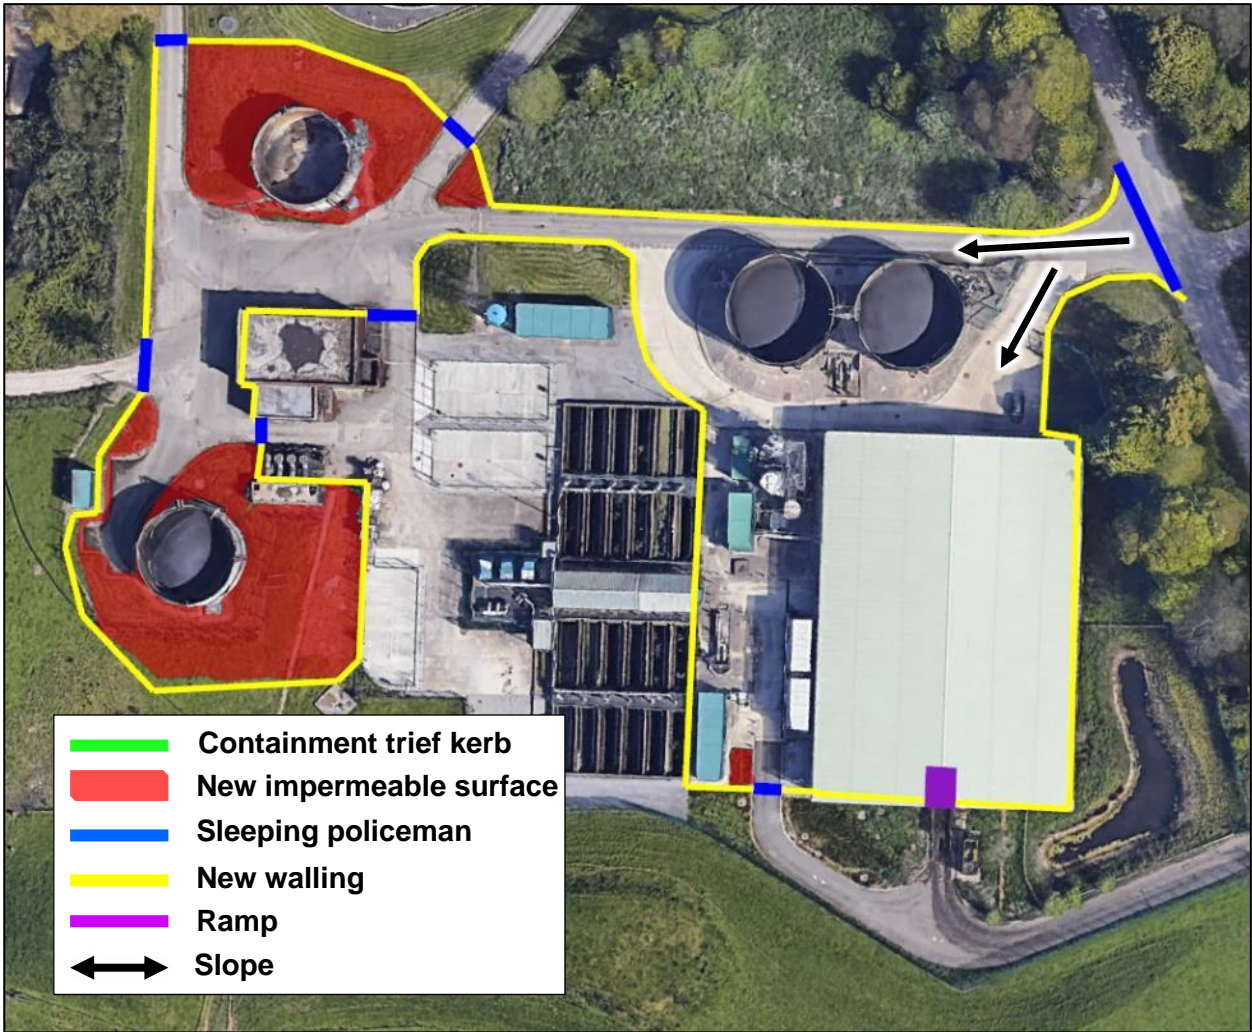 Containment trief kerb
New impermeable surface
Sleeping policeman
New walling
Ramp
Slope